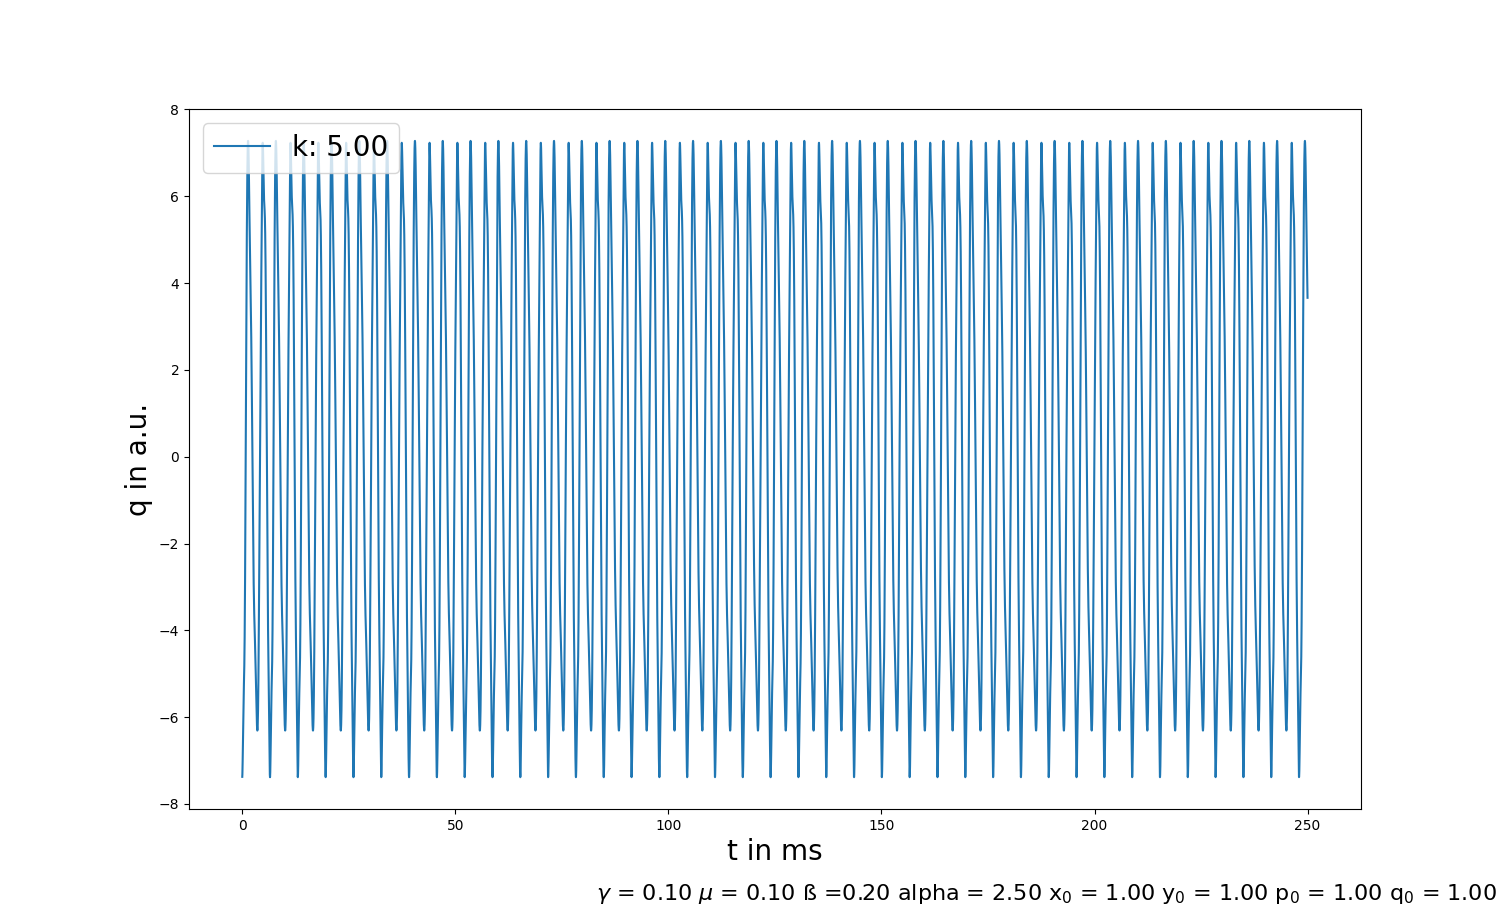 k: 5.00
8
6
4
2
0
−2
−4
−6
−8
q in a.u.
0 50 100 150 200 250
t in ms
γ = 0.10 μ = 0.10 ß =0.20 alpha = 2.50 x₀ = 1.00 y₀ = 1.00 p₀ = 1.00 q₀ = 1.00